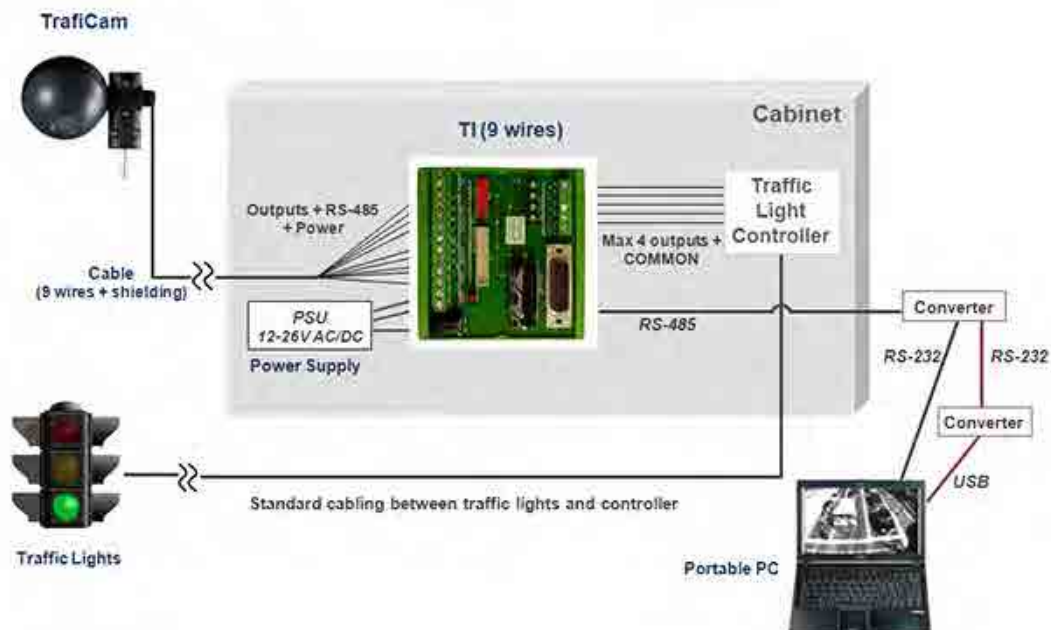 TrafiCam
Cabinet
TI (9 wires)
Outputs + RS-485
+ Power
Traffic
Light
Controller
Max 4 outputs +
COMMON
Cable
(9 wires + shielding)
PSU
12-26V AC/DC
Power Supply
RS-485
Converter
RS-232
RS-232
Converter
USB
Standard cabling between traffic lights and controller
Traffic Lights
Portable PC